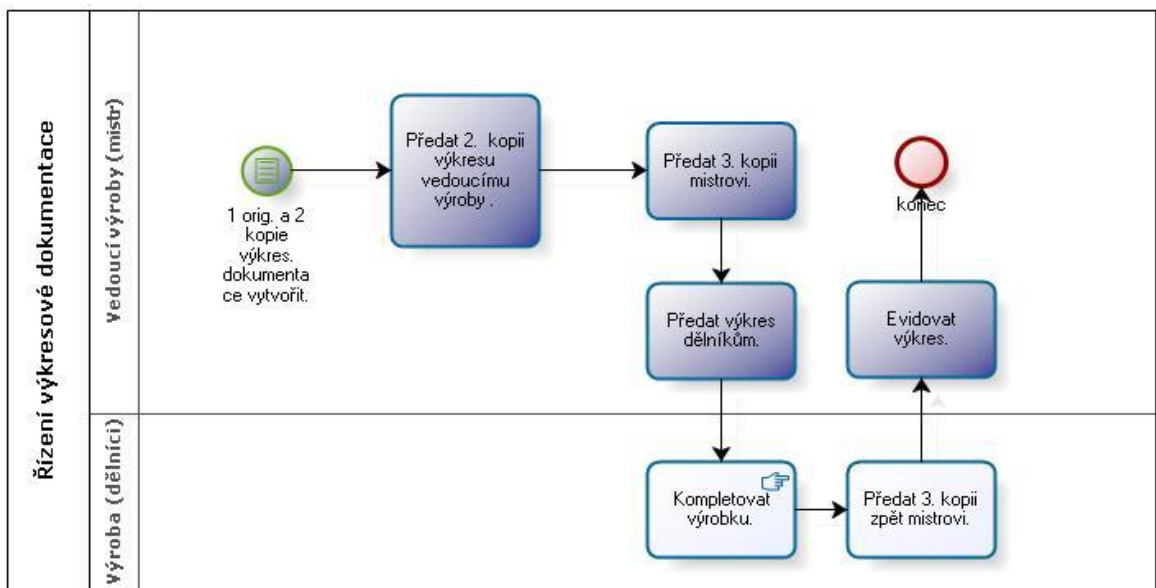 Řízení výkresové dokumentace
Vedoucí výroby (mistr)
1 orig. a 2
kopie
výkres.
dokumenta
ce vytvořit.
Předat 2. kopii
výkresu
vedoucímu
výroby .
Předat 3. kopii
mistrovi.
konec
Předat výkres
dělníkům.
Evidovat
výkres.
Výroba (dělníci)
Kompletovat
výrobku.
Předat 3. kopii
zpět mistrovi.